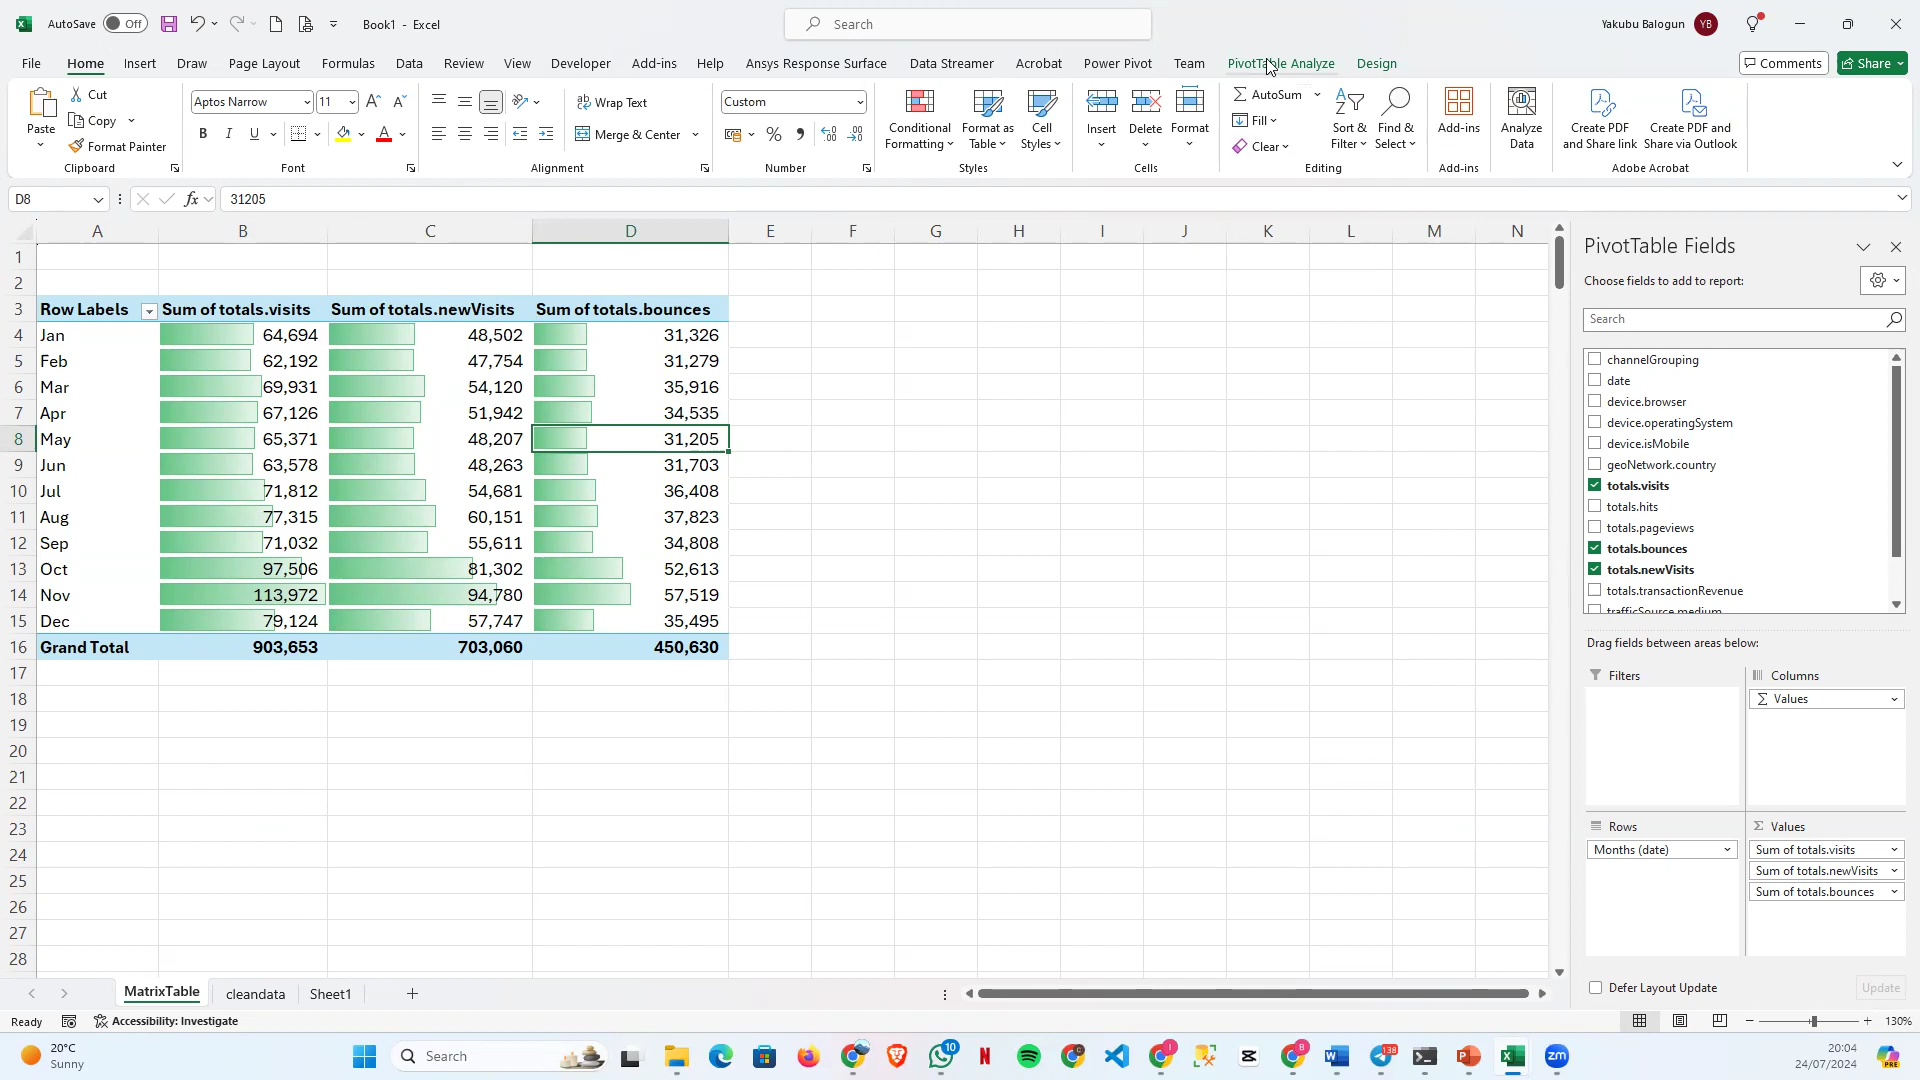 AutoSave Off Book1 - Excel Search Yakubu Balogun YB
File Home Insert Draw Page Layout Formulas Data Review View Developer Add-ins Help Ansys Response Surface Data Streamer Acrobat Power Pivot Team PivotTable Analyze Design Comments Share
Paste
Cut
Copy
Format Painter
Clipboard
Aptos Narrow 11
B I U
Font
Wrap Text
Merge & Center
Alignment
Custom
Number
Conditional Formatting
Format as Table
Cell Styles
Styles
Insert
Delete
Format
Cells
AutoSum
Fill
Clear
Sort & Filter
Find & Select
Editing
Add-ins
Add-ins
Analyze Data
Create PDF and Share link
Create PDF and Share via Outlook
Adobe Acrobat
D8 fx 31205
A B C D E F G H I J K L M N
1
2
3 Row Labels Sum of totals.visits Sum of totals.newVisits Sum of totals.bounces
4 Jan 64,694 48,502 31,326
5 Feb 62,192 47,754 31,279
6 Mar 69,931 54,120 35,916
7 Apr 67,126 51,942 34,535
8 May 65,371 48,207 31,205
9 Jun 63,578 48,263 31,703
10 Jul 71,812 54,681 36,408
11 Aug 77,315 60,151 37,823
12 Sep 71,032 55,611 34,808
13 Oct 97,506 81,302 52,613
14 Nov 113,972 94,780 57,519
15 Dec 79,124 57,747 35,495
16 Grand Total 903,653 703,060 450,630
17
18
19
20
21
22
23
24
25
26
27
28
PivotTable Fields
Choose fields to add to report:
Search
channelGrouping
date
device.browser
device.operatingSystem
device.isMobile
geoNetwork.country
totals.visits
totals.hits
totals.pageviews
totals.bounces
totals.newVisits
totals.transactionRevenue
trafficSource.medium
Drag fields between areas below:
Filters
Columns
Values
Rows
Months (date)
Values
Sum of totals.visits
Sum of totals.newVisits
Sum of totals.bounces
Defer Layout Update Update
MatrixTable cleandata Sheet1
Ready Accessibility: Investigate 130%
20°C
Sunny
Search
10
138
zm
20:04
24/07/2024